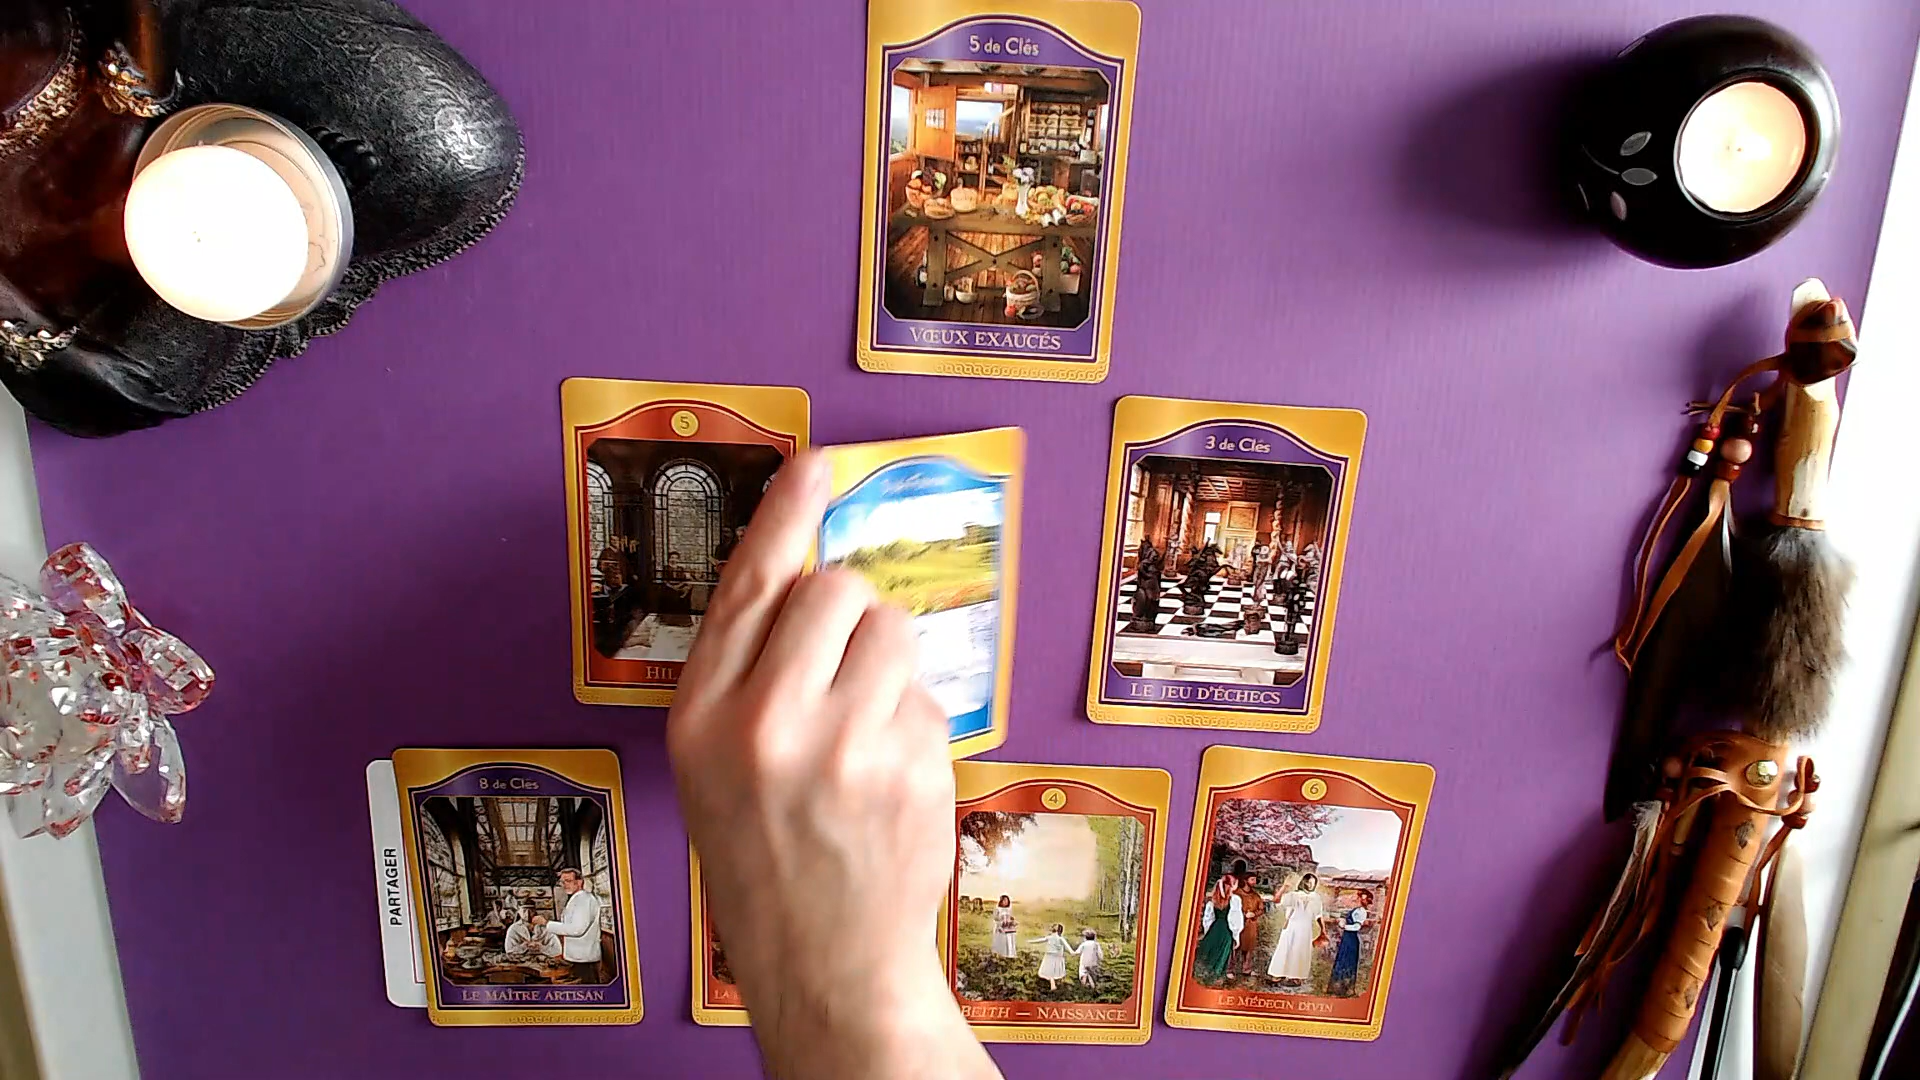 5 de Clés
VŒUX EXAUCÉS
5
3 de Clés
LE JEU D'ÉCHECS
8 de Clés
PARTAGER
LE MAÎTRE ARTISAN
4
BEITH — NAISSANCE
6
LE MÉDECIN DIVIN